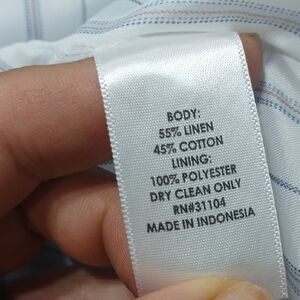 BODY:
55% LINEN
45% COTTON
LINING:
100% POLYESTER
DRY CLEAN ONLY
RN#31104
MADE IN INDONESIA